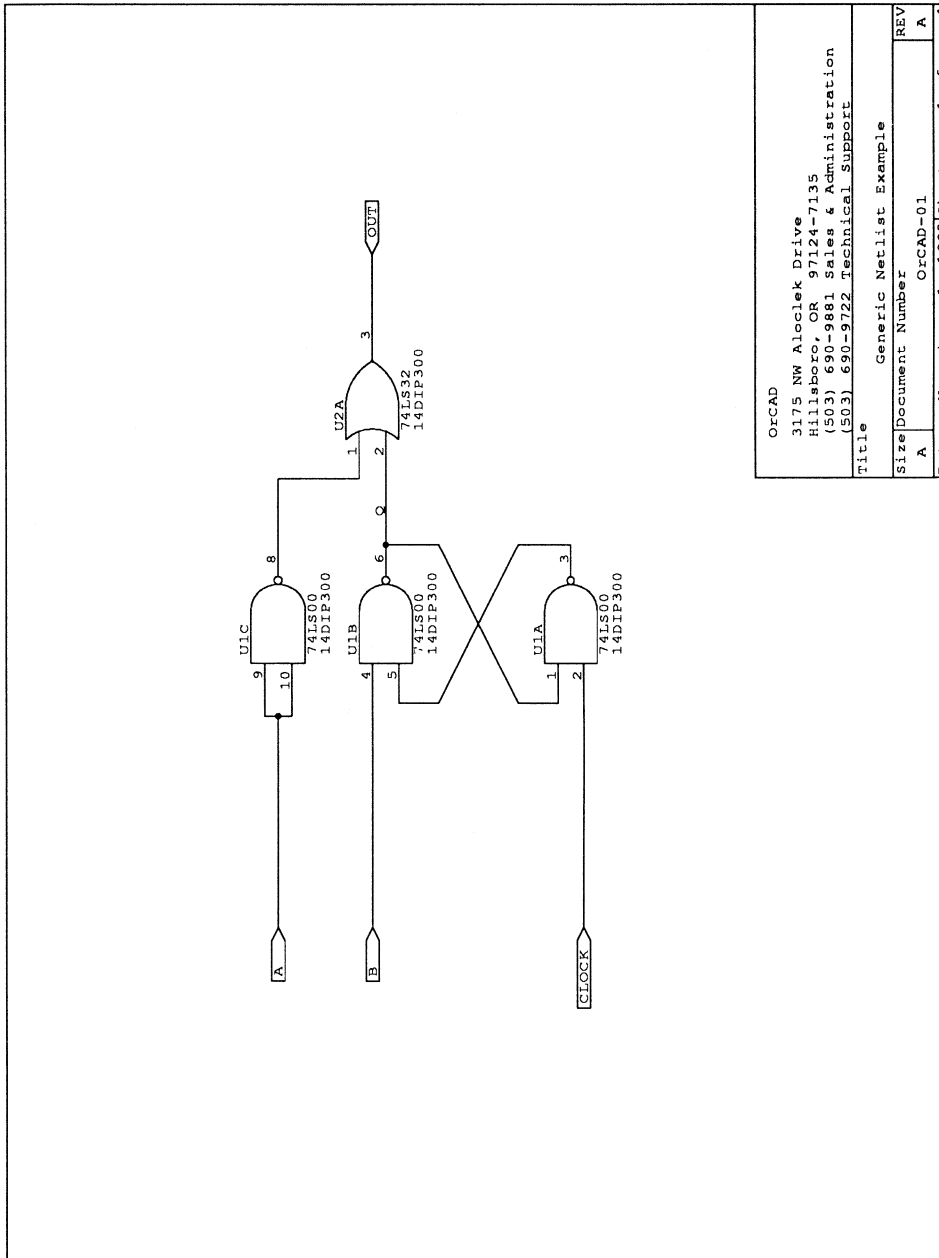 A
B
CLOCK
9
10
U1C
8
74LS00
14DIP300
4
5
U1B
6
74LS00
14DIP300
Q
1
2
U1A
3
74LS00
14DIP300
1
2
U2A
3
74LS32
14DIP300
OUT
OrCAD
3175 NW Aloclek Drive
Hillsboro, OR 97124-7135
(503) 690-9881 Sales & Administration
(503) 690-9722 Technical Support
Title
Generic Netlist Example
Size Document Number REV
A OrCAD-01 A